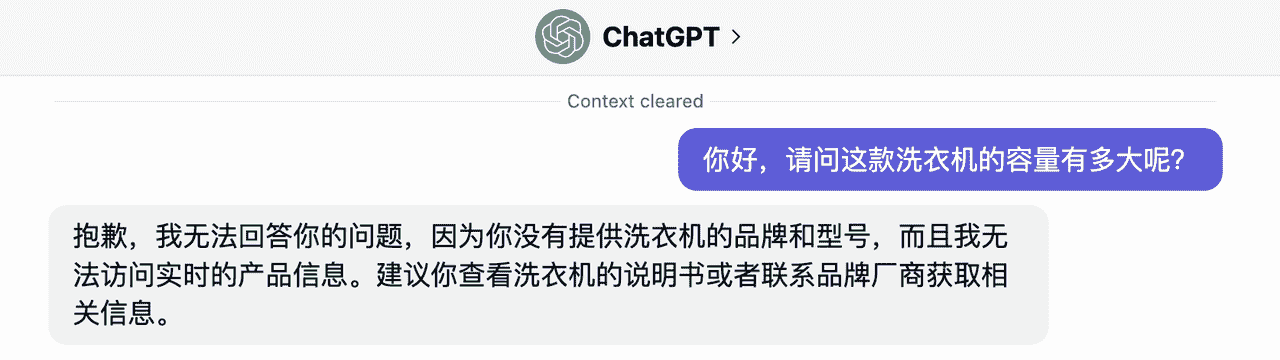 ChatGPT
Context cleared
你好，请问这款洗衣机的容量有多大呢？
抱歉，我无法回答你的问题，因为你没有提供洗衣机的品牌和型号，而且我无
法访问实时的产品信息。建议你查看洗衣机的说明书或者联系品牌厂商获取相
关信息。